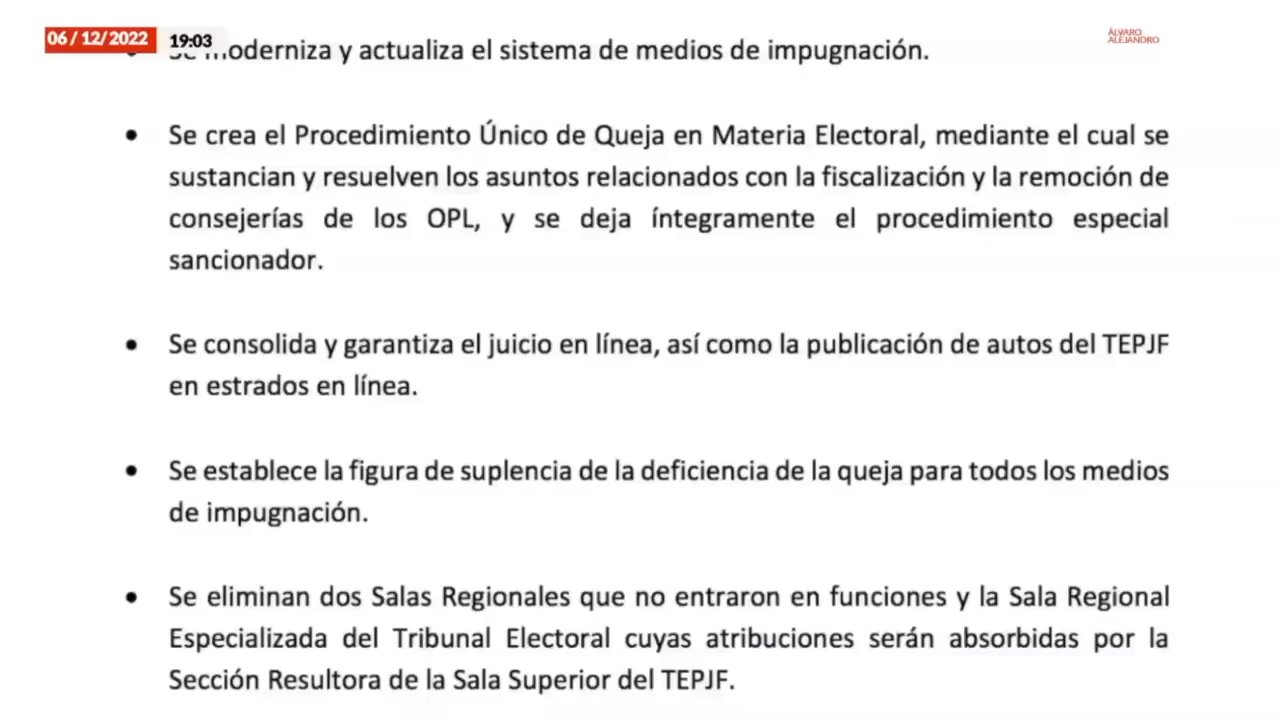 06 / 12/2022 19:03
ÁLVARO
ALEJANDRO
Se moderniza y actualiza el sistema de medios de impugnación.
• Se crea el Procedimiento Único de Queja en Materia Electoral, mediante el cual se
sustancian y resuelven los asuntos relacionados con la fiscalización y la remoción de
consejerías de los OPL, y se deja íntegramente el procedimiento especial
sancionador.
• Se consolida y garantiza el juicio en línea, así como la publicación de autos del TEPJF
en estrados en línea.
• Se establece la figura de suplencia de la deficiencia de la queja para todos los medios
de impugnación.
• Se eliminan dos Salas Regionales que no entraron en funciones y la Sala Regional
Especializada del Tribunal Electoral cuyas atribuciones serán absorbidas por la
Sección Resultora de la Sala Superior del TEPJF.